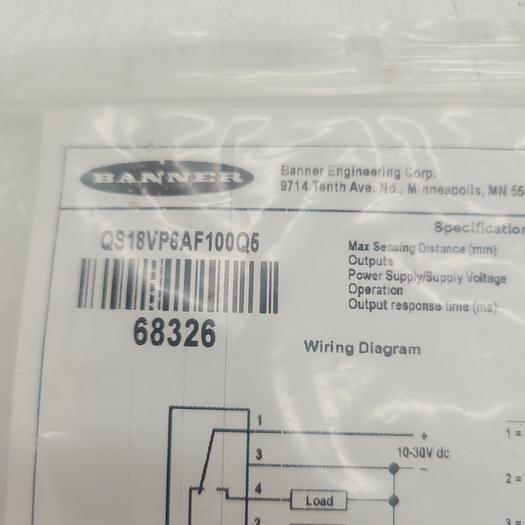 BANNER
Banner Engineering Corp.
9714 Tenth Ave. No., Minneapolis, MN 55
QS18VP6AF100Q5
68326
Specification
Max Sensing Distance (mm)
Outputs
Power Supply/Supply Voltage
Operation
Output response time (ms)
Wiring Diagram
1
+
1 =
3
10-30V dc
–
2 =
4
Load
2
3 =